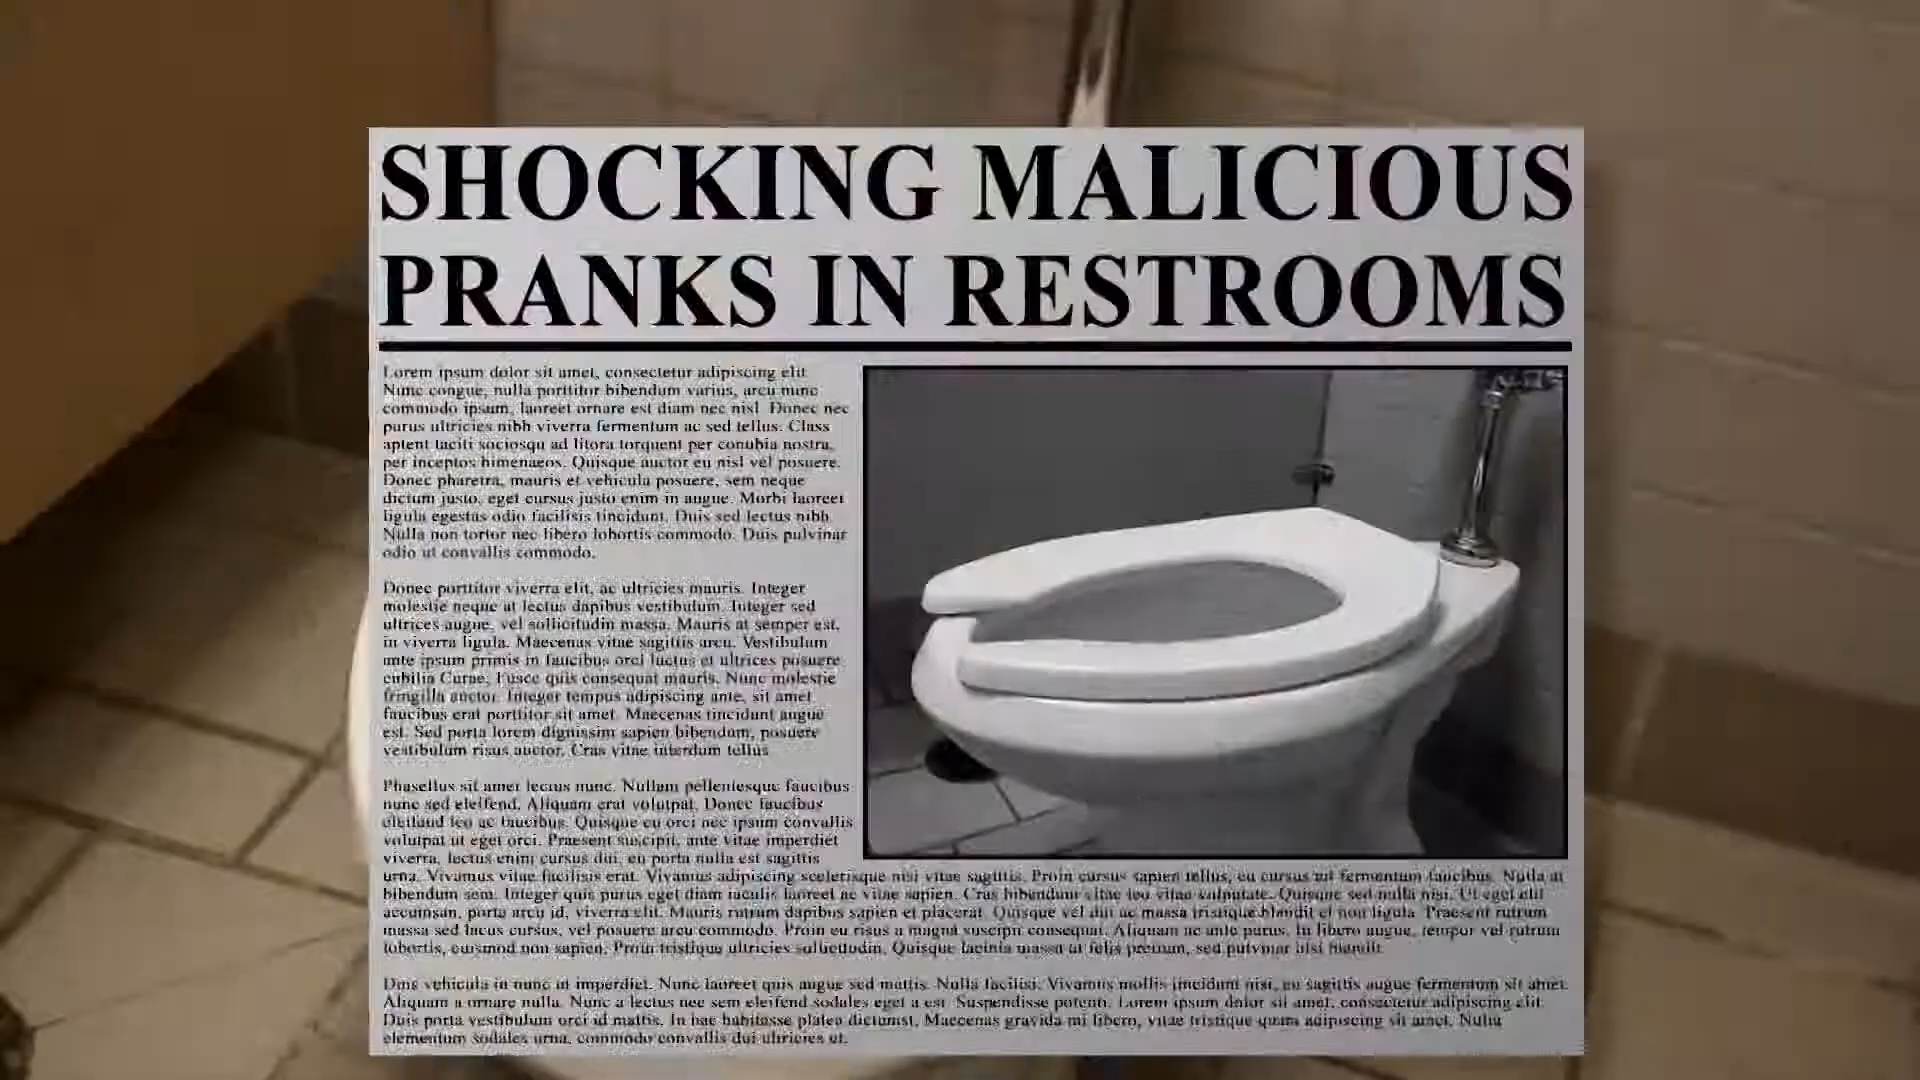 SHOCKING MALICIOUS
PRANKS IN RESTROOMS
Lorem ipsum dolor sit amet, consectetur adipiscing elit.
Nunc congue, nulla porttitor bibendum varius, arcu nunc
commodo ipsum, laoreet ornare est diam nec nisl. Donec nec
purus ultricies nibh viverra fermentum ac sed tellus. Class
aptent taciti sociosqu ad litora torquent per conubia nostra,
per inceptos himenaeos. Quisque auctor eu nisl vel posuere.
Donec pharetra, mauris et vehicula posuere, sem neque
dictum justo, eget cursus justo enim in augue. Morbi laoreet
ligula egestas odio facilisis tincidunt. Duis sed lectus nibh.
Nulla non tortor nec libero lobortis commodo. Duis pulvinar
odio ut convallis commodo.
Donec porttitor viverra elit, ac ultricies mauris. Integer
molestie neque at lectus dapibus vestibulum. Integer sed
ultrices augue, vel sollicitudin massa. Mauris at semper est,
in viverra ligula. Maecenas vitae sagittis arcu. Vestibulum
ante ipsum primis in faucibus orci luctus et ultrices posuere
cubilia Curae; Fusce quis consequat mauris. Nunc molestie
fringilla auctor. Integer tempus adipiscing ante, sit amet
faucibus erat porttitor sit amet. Maecenas tincidunt augue
est. Sed porta lorem dignissim sapien bibendum, posuere
vestibulum risus auctor. Cras vitae interdum tellus.
Phasellus sit amet lectus nunc. Nullam pellentesque faucibus
nunc sed eleifend. Aliquam erat volutpat. Donec faucibus
eleifend leo ac faucibus. Quisque eu orci nec ipsum convallis
volutpat ut eget orci. Praesent suscipit, ante vitae imperdiet
viverra, lectus enim cursus dui, eu porta nulla est sagittis
urna. Vivamus vitae facilisis erat. Vivamus adipiscing scelerisque nisi vitae sagittis. Proin cursus sapien tellus, eu cursus mi fermentum faucibus. Nulla at
bibendum sem. Integer quis purus eget diam iaculis laoreet ac vitae sapien. Cras bibendum vitae leo vitae vulputate. Quisque sed nulla nisi. Ut eget elit
accumsan, porta arcu id, viverra elit. Mauris rutrum dapibus sapien et placerat. Quisque vel dui ac massa tristique blandit et non ligula. Praesent rutrum
massa sed lacus cursus, vel posuere arcu commodo. Proin eu risus a magna suscipit consequat. Aliquam ac ante purus. In libero augue, tempor vel rutrum
lobortis, euismod non sapien. Proin tristique ultricies sollicitudin. Quisque lacinia massa ut felis pretium, sed pulvinar nisi blandit.
Duis vehicula in nunc ut imperdiet. Nunc laoreet quis augue sed mattis. Nulla facilisi. Vivamus mollis tincidunt nisi, eu sagittis augue fermentum sit amet.
Aliquam a ornare nulla. Nunc a lectus nec sem eleifend sodales eget a est. Suspendisse potenti. Lorem ipsum dolor sit amet, consectetur adipiscing elit.
Duis porta vestibulum orci id mattis. In hac habitasse platea dictumst. Maecenas gravida mi libero, vitae tristique quam adipiscing sit amet. Nulla
elementum sodales urna, commodo convallis dui ultricies et.